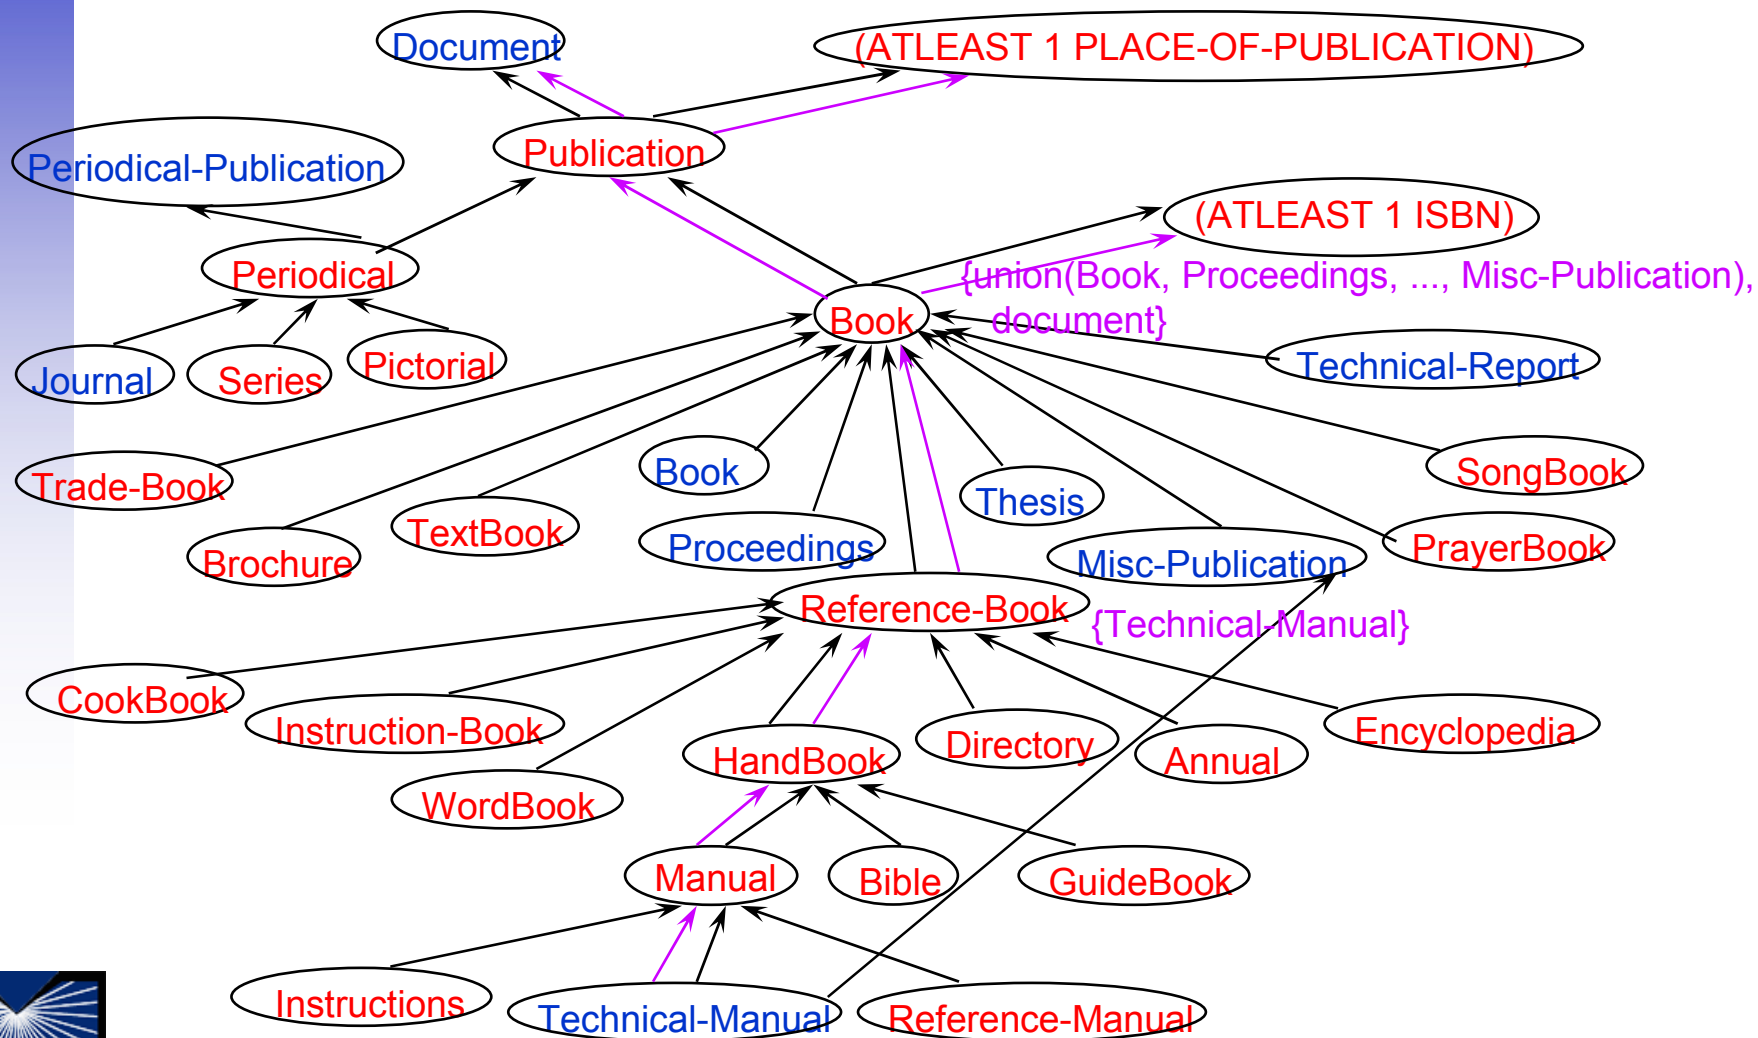 Document
(ATLEAST 1 PLACE-OF-PUBLICATION)
Publication
Periodical-Publication
(ATLEAST 1 ISBN)
Periodical
{union(Book, Proceedings, ..., Misc-Publication),
document}
Book
Technical-Report
Journal
Series
Pictorial
Trade-Book
Book
Thesis
SongBook
Brochure
TextBook
Proceedings
Misc-Publication
PrayerBook
Reference-Book
{Technical-Manual}
CookBook
Instruction-Book
HandBook
Directory
Annual
Encyclopedia
WordBook
Manual
Bible
GuideBook
Instructions
Technical-Manual
Reference-Manual